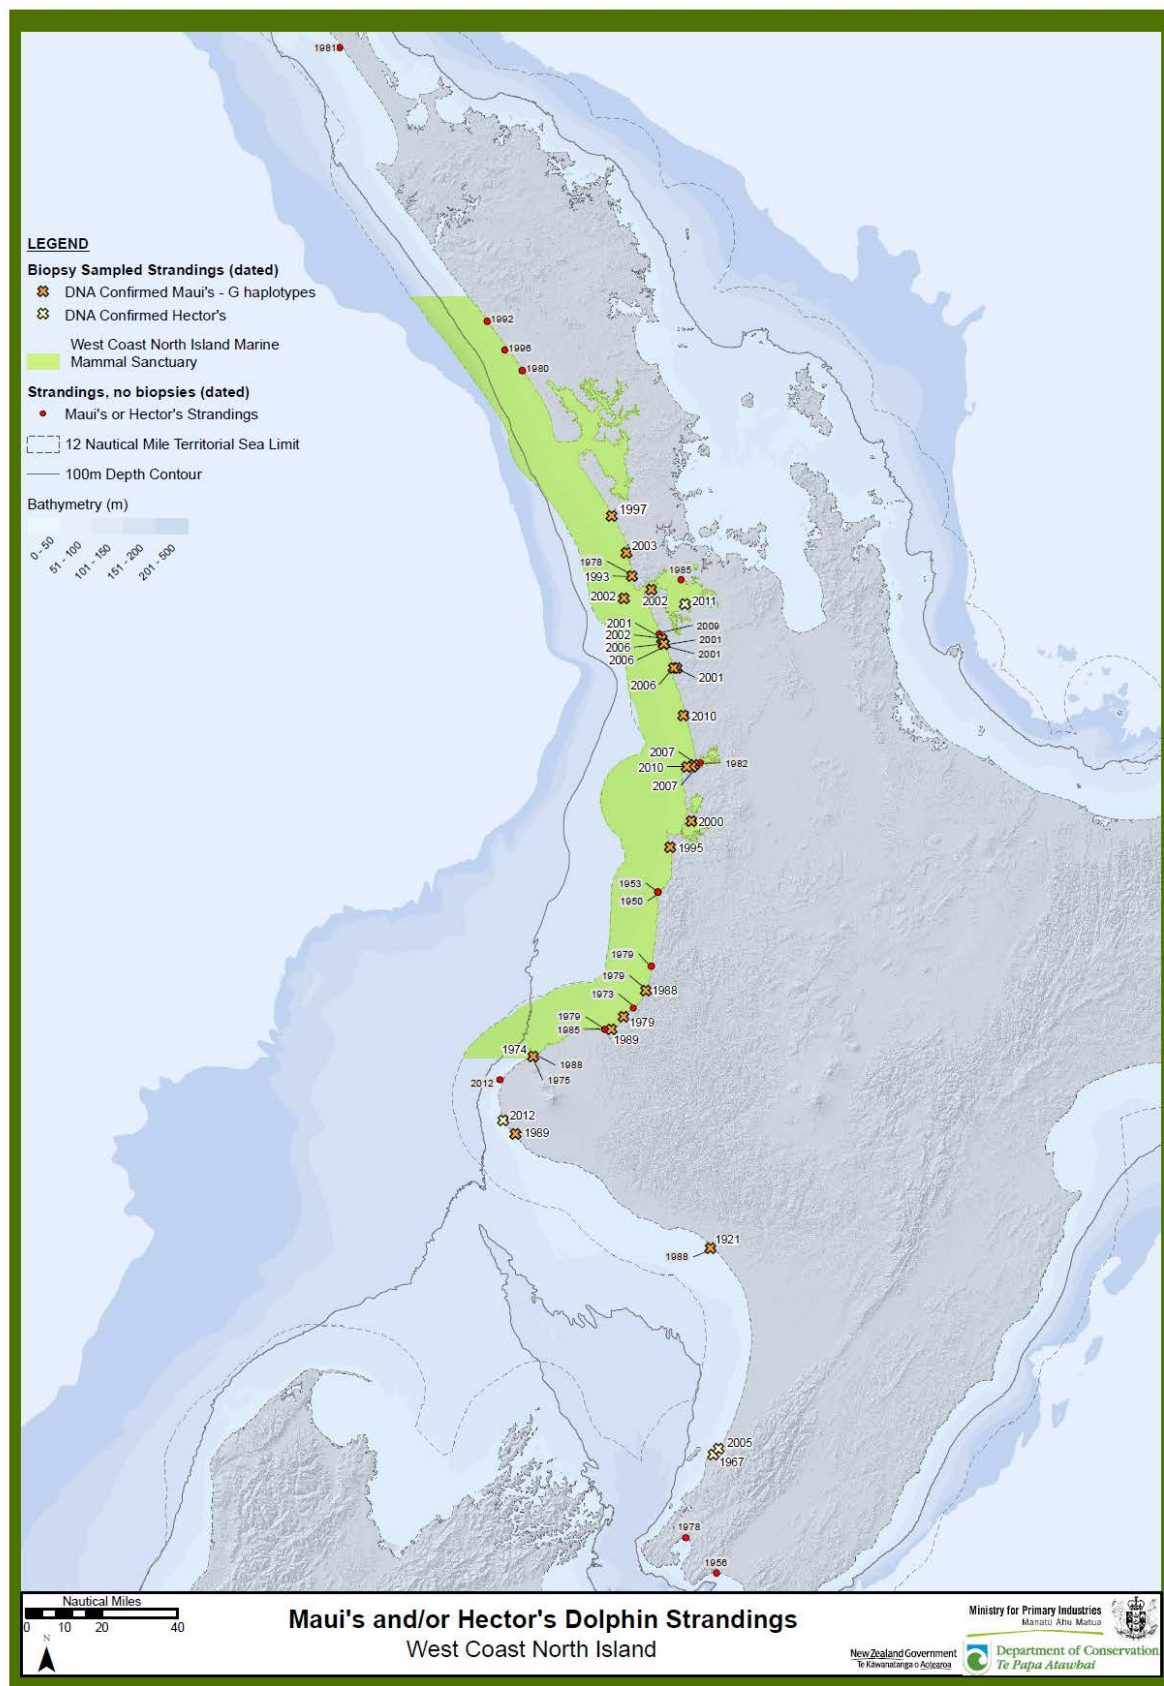 1981
LEGEND
Biopsy Sampled Strandings (dated)
DNA Confirmed Maui's - G haplotypes
DNA Confirmed Hector's
West Coast North Island Marine
Mammal Sanctuary
Strandings, no biopsies (dated)
Maui's or Hector's Strandings
12 Nautical Mile Territorial Sea Limit
100m Depth Contour
Bathymetry (m)
0 - 50
51 - 100
101 - 150
151 - 200
201 - 500
1992
1996
1980
1997
2003
1978
1993
1985
2002
2002
2011
2001
2009
2002
2001
2006
2001
2006
2006
2001
2010
2007
2010
1982
2007
2000
1995
1953
1950
1979
1979
1988
1973
1979
1979
1985
1989
1974
1988
1975
2012
2012
1989
1921
1988
2005
1967
1978
1956
Nautical Miles
0 10 20 40
N
Maui's and/or Hector's Dolphin Strandings
West Coast North Island
Ministry for Primary Industries
Manatū Ahu Matua
New Zealand Government
Te Kāwanatanga o Aotearoa
Department of Conservation
Te Papa Atawhai